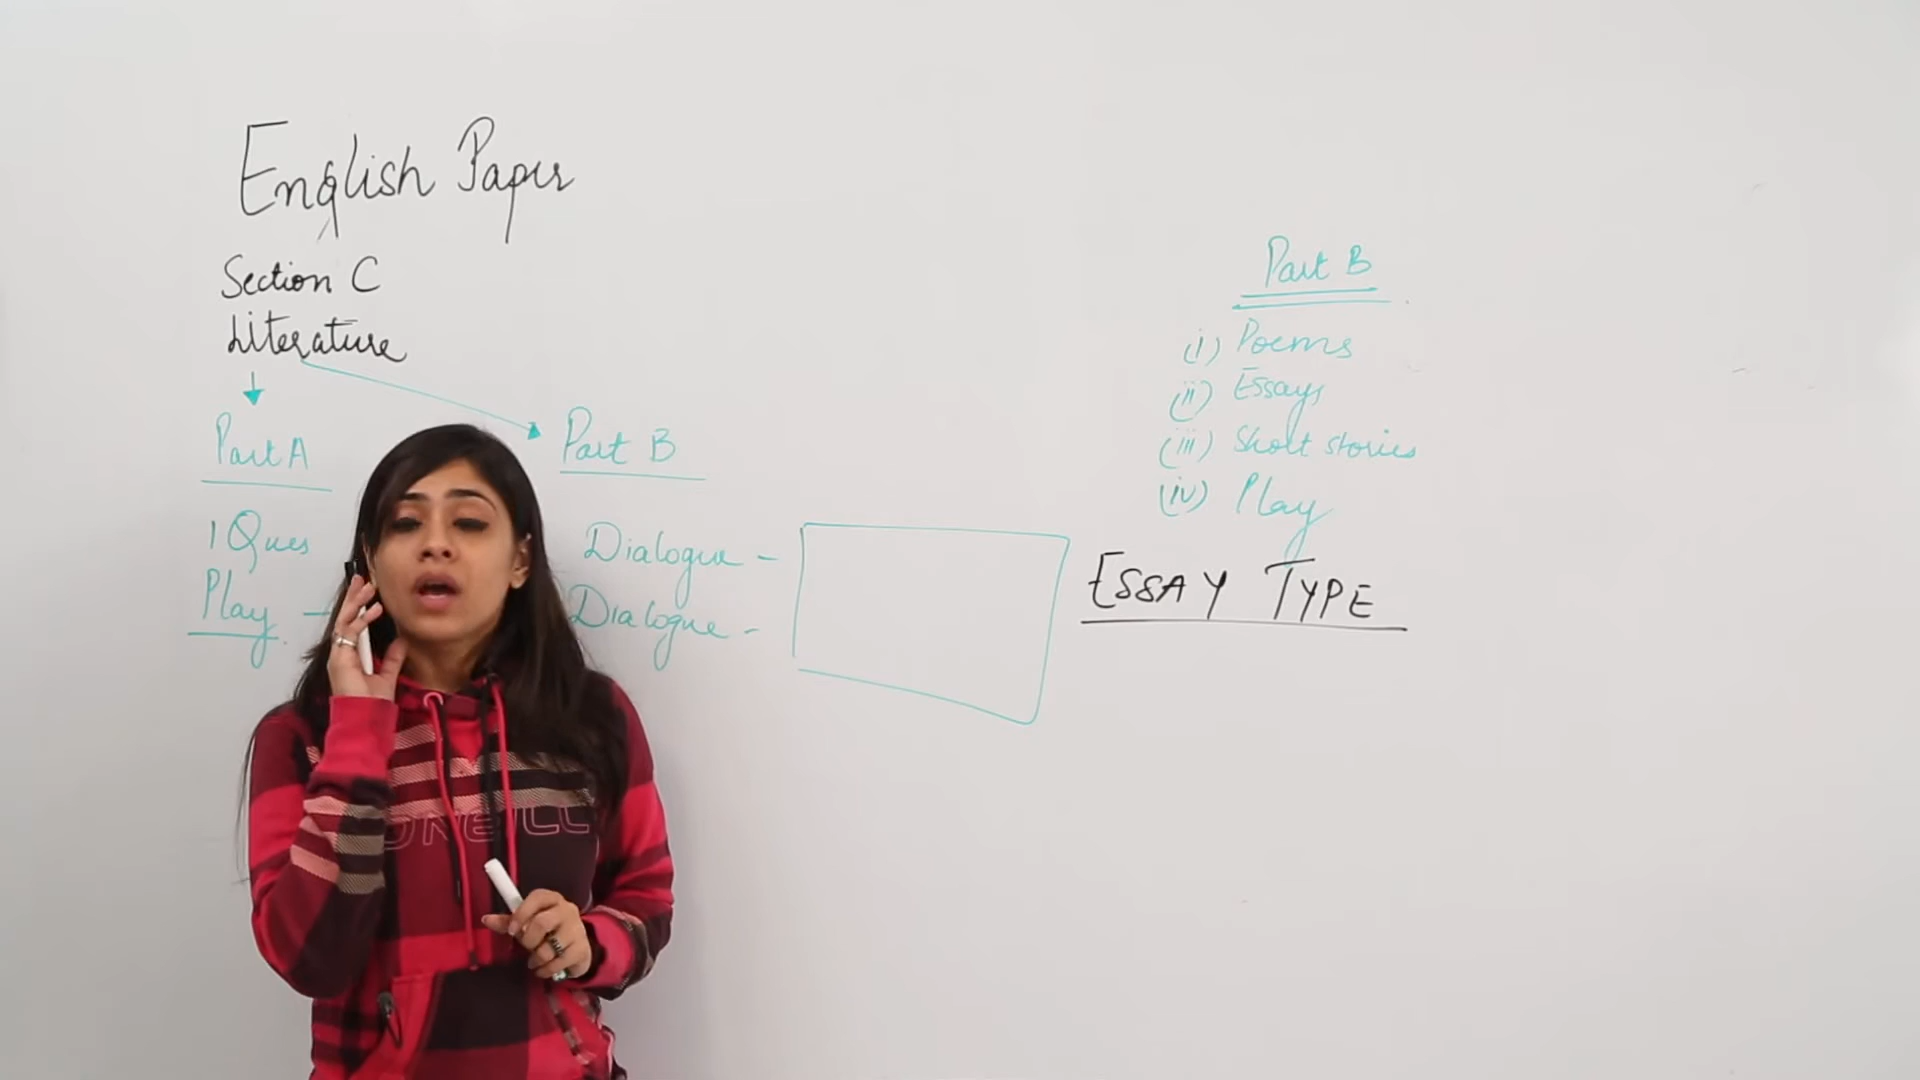 English Paper
Section C
Literature
Part A
1 Ques
Play
Part B
Dialogue -
Dialogue -
Part B
(i) Poems
(ii) Essays
(iii) Short stories
(iv) Play
ESSAY TYPE
ONEILL